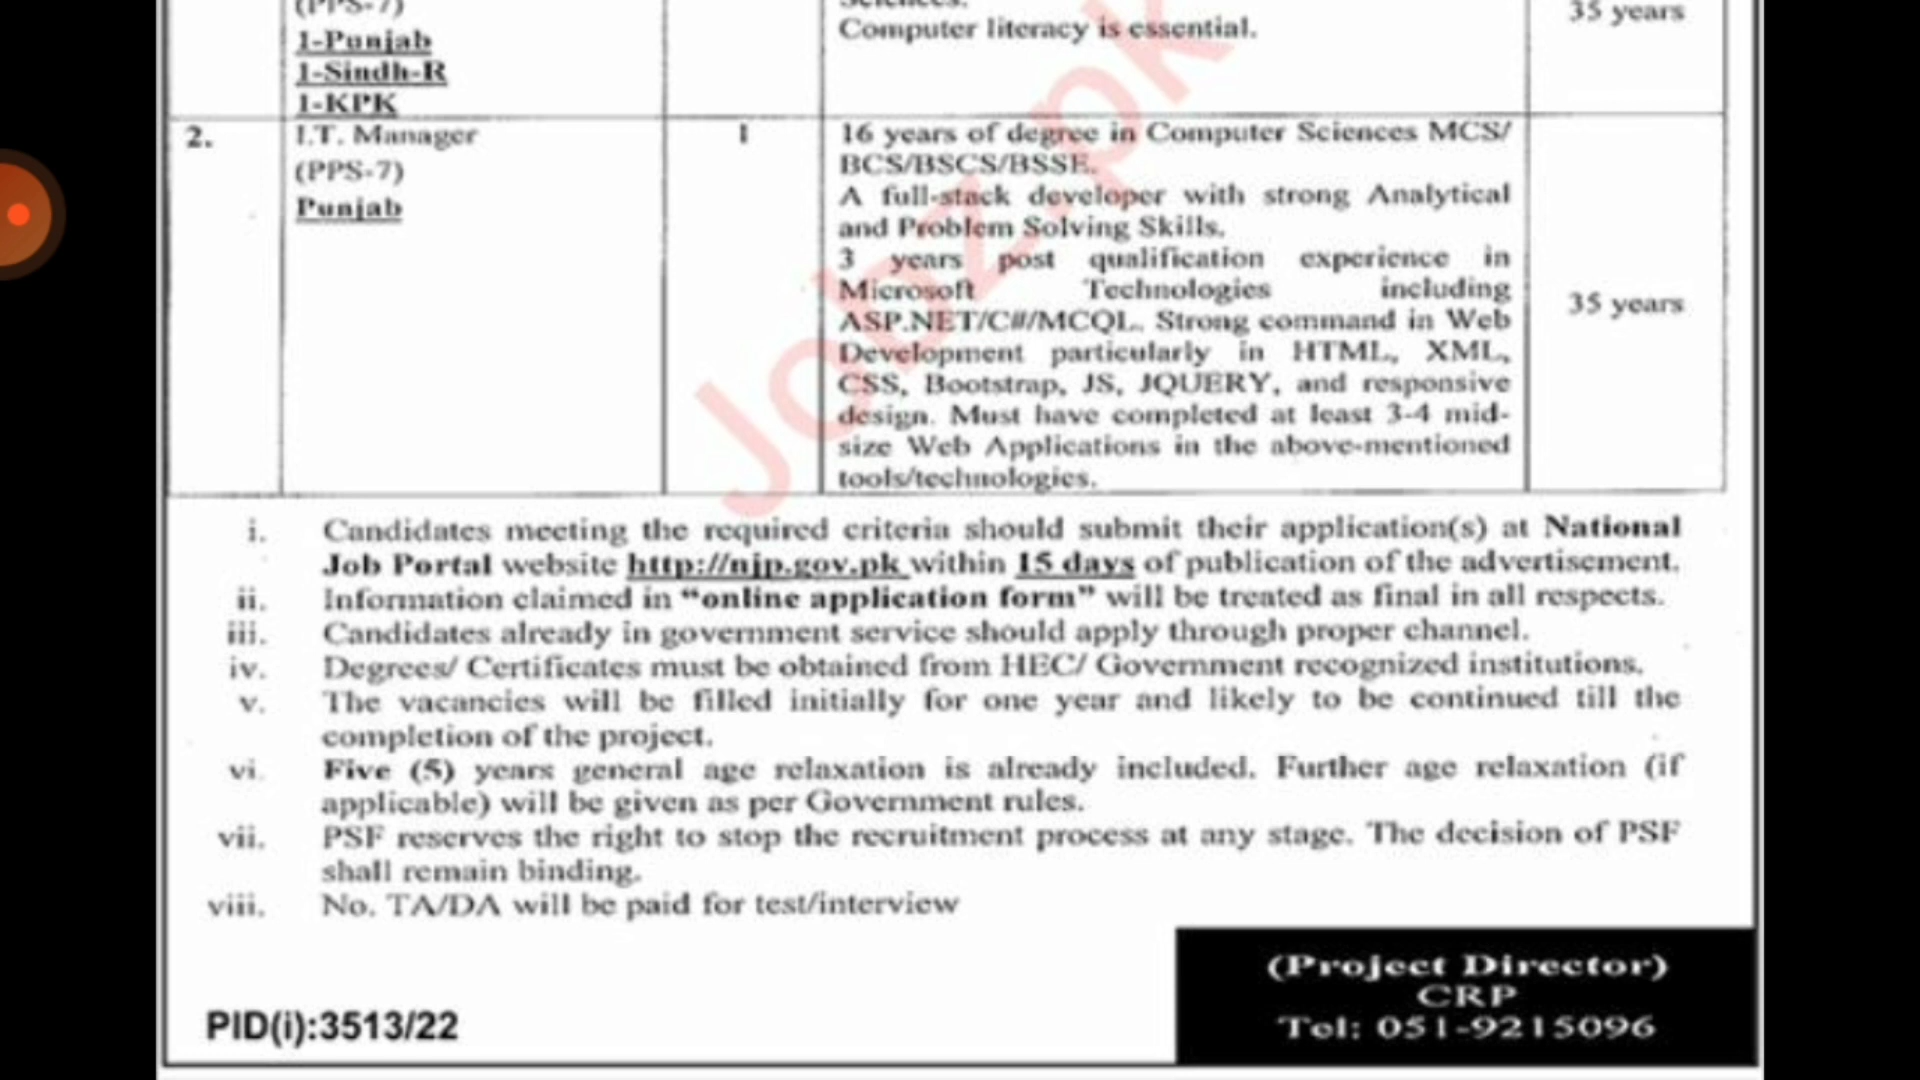 (PPS-7)
1-Punjab
1-Sindh-R
1-KPK
Sciences.
Computer literacy is essential.
35 years
2.
I.T. Manager
(PPS-7)
Punjab
1
16 years of degree in Computer Sciences MCS/
BCS/BSCS/BSSE.
A full-stack developer with strong Analytical
and Problem Solving Skills.
3 years post qualification experience in
Microsoft Technologies including
ASP.NET/C#/MCQL. Strong command in Web
Development particularly in HTML, XML,
CSS, Bootstrap, JS, JQUERY, and responsive
design. Must have completed at least 3-4 mid-
size Web Applications in the above-mentioned
tools/technologies.
35 years
Jobz.pk
i. Candidates meeting the required criteria should submit their application(s) at National
Job Portal website http://njp.gov.pk within 15 days of publication of the advertisement.
ii. Information claimed in “online application form” will be treated as final in all respects.
iii. Candidates already in government service should apply through proper channel.
iv. Degrees/ Certificates must be obtained from HEC/ Government recognized institutions.
v. The vacancies will be filled initially for one year and likely to be continued till the
completion of the project.
vi. Five (5) years general age relaxation is already included. Further age relaxation (if
applicable) will be given as per Government rules.
vii. PSF reserves the right to stop the recruitment process at any stage. The decision of PSF
shall remain binding.
viii. No. TA/DA will be paid for test/interview
(Project Director)
CRP
Tel: 051-9215096
PID(i):3513/22